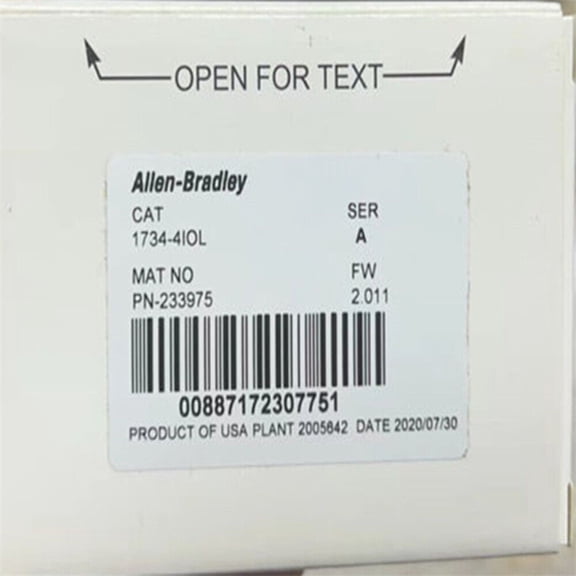 OPEN FOR TEXT
Allen-Bradley
CAT SER
1734-4IOL A
MAT NO FW
PN-233975 2.011
00887172307751
PRODUCT OF USA PLANT 2005642 DATE 2020/07/30